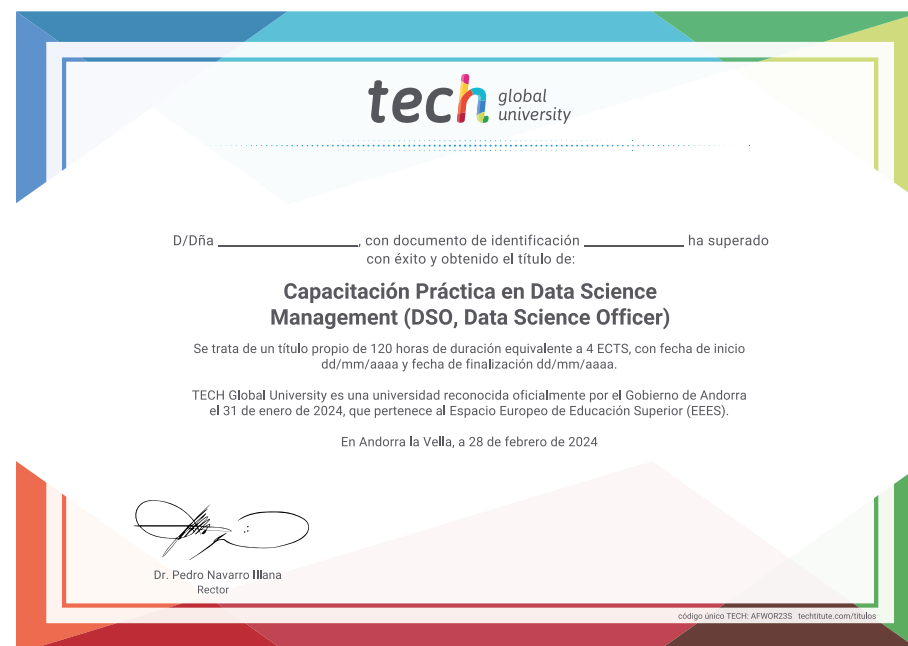 tech global university
D/Dña ____________________, con documento de identificación ______________ ha superado
con éxito y obtenido el título de:
Capacitación Práctica en Data Science
Management (DSO, Data Science Officer)
Se trata de un título propio de 120 horas de duración equivalente a 4 ECTS, con fecha de inicio
dd/mm/aaaa y fecha de finalización dd/mm/aaaa.
TECH Global University es una universidad reconocida oficialmente por el Gobierno de Andorra
el 31 de enero de 2024, que pertenece al Espacio Europeo de Educación Superior (EEES).
En Andorra la Vella, a 28 de febrero de 2024
Dr. Pedro Navarro Illana
Rector
código único TECH: AFWOR23S techtitute.com/titulos